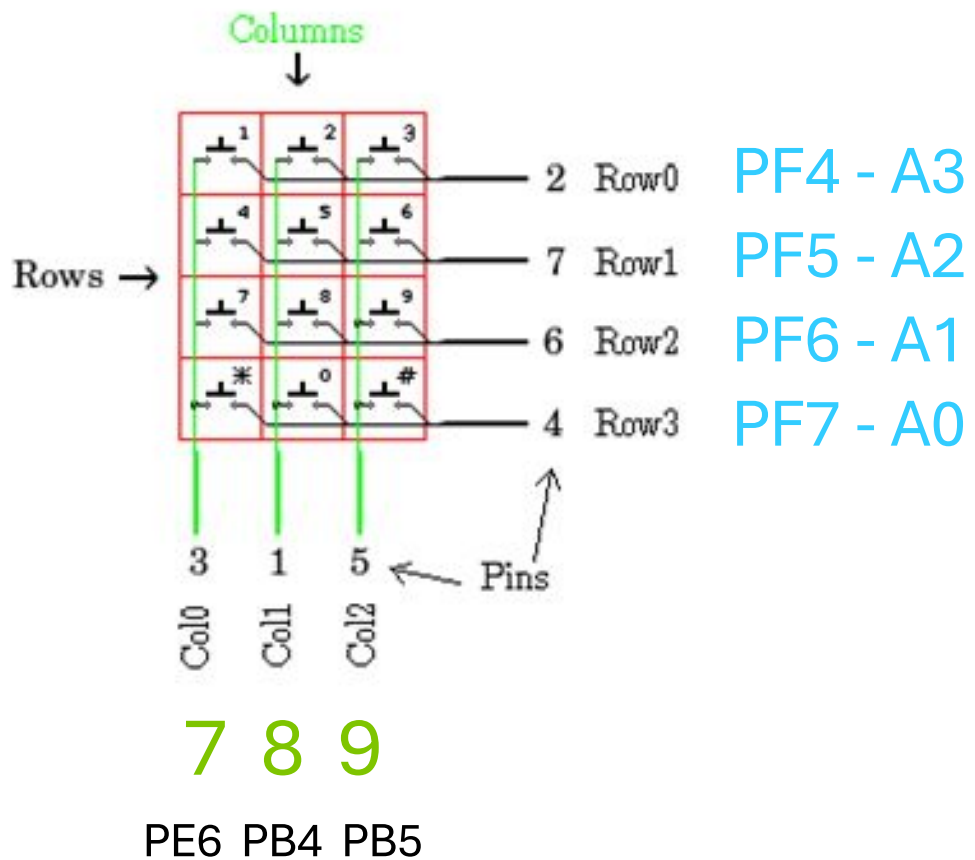 Columns
1 2 3
2 Row0 PF4 - A3
4 5 6
Rows 7 Row1 PF5 - A2
7 8 9
6 Row2 PF6 - A1
* 0 #
4 Row3 PF7 - A0
3 1 5 Pins
Col0 Col1 Col2
7 8 9
PE6 PB4 PB5